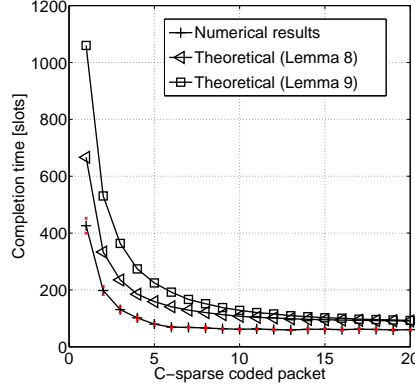 1200
1000
800
600
400
200
0
Completion time [slots]
Numerical results
Theoretical (Lemma 8)
Theoretical (Lemma 9)
0 5 10 15 20
C-sparse coded packet